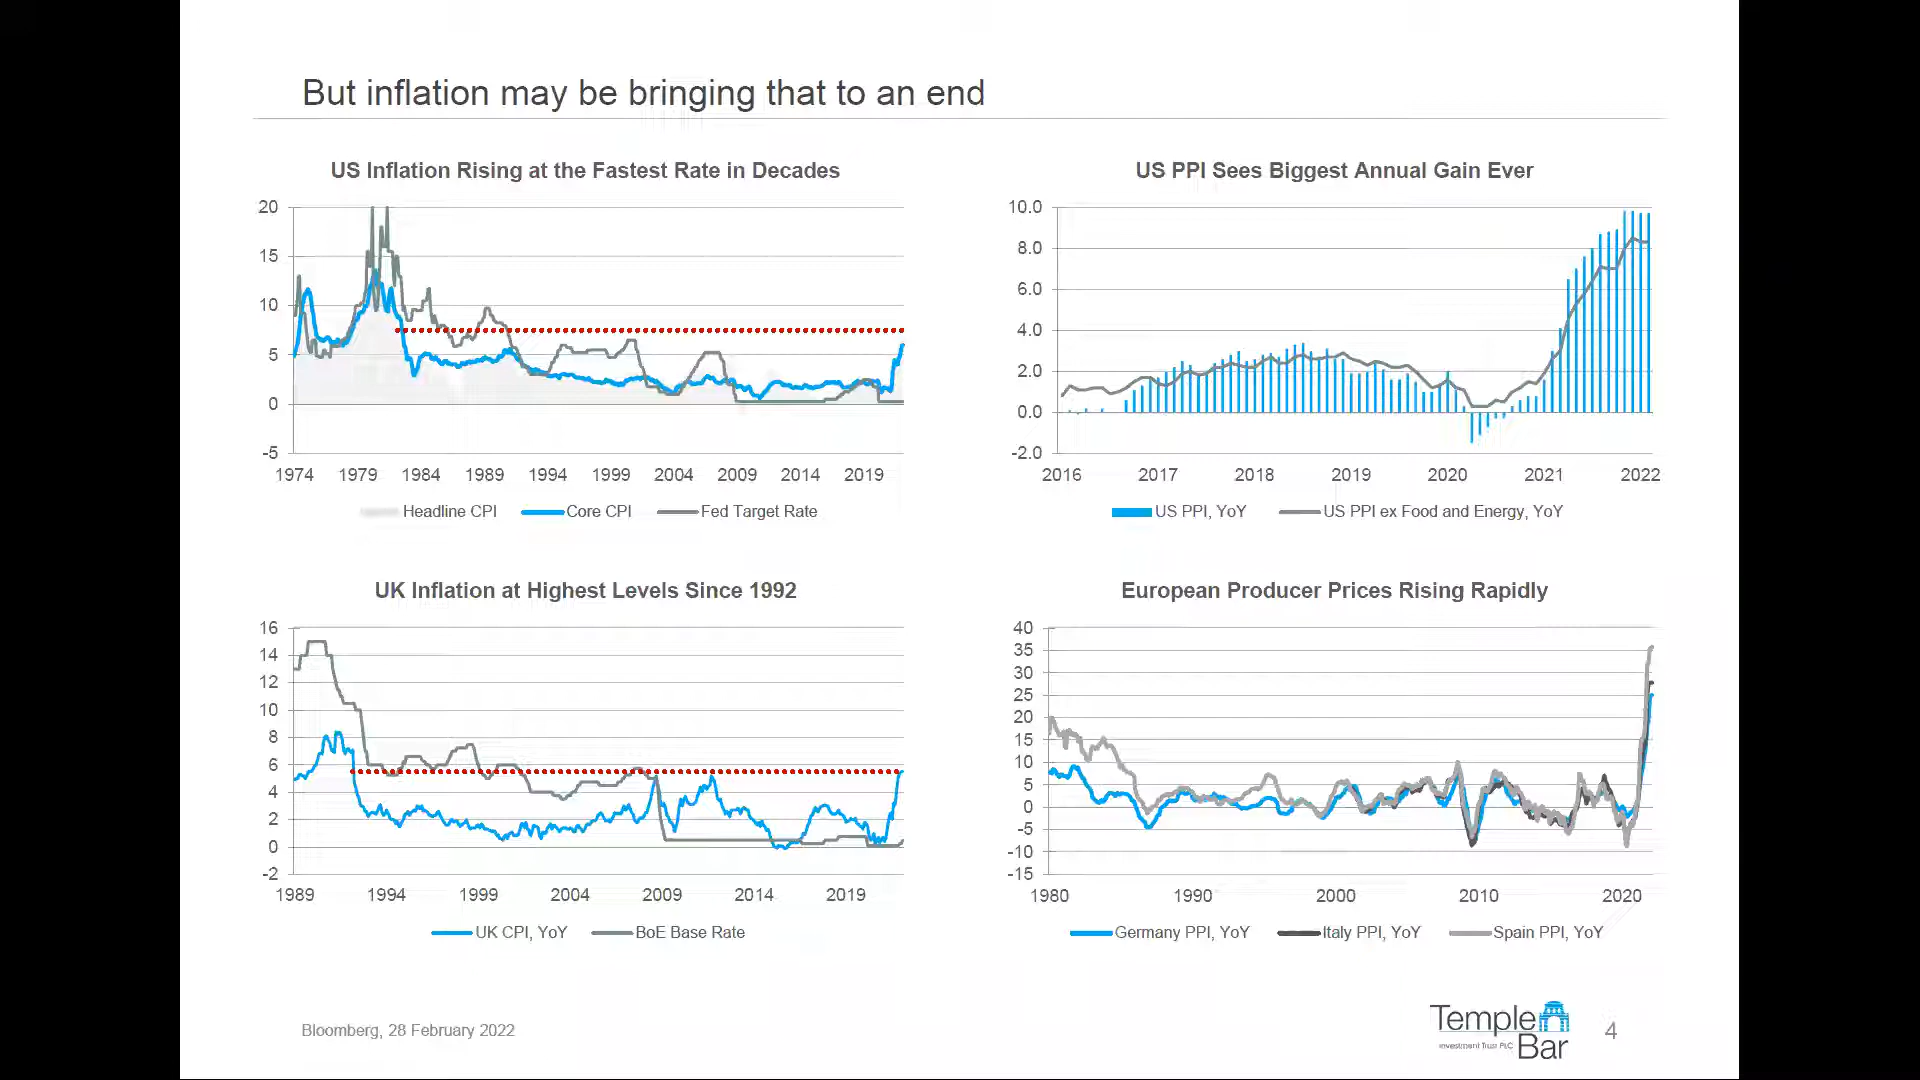 But inflation may be bringing that to an end
US Inflation Rising at the Fastest Rate in Decades
20
15
10
5
0
-5
1974 1979 1984 1989 1994 1999 2004 2009 2014 2019
Headline CPI Core CPI Fed Target Rate
US PPI Sees Biggest Annual Gain Ever
10.0
8.0
6.0
4.0
2.0
0.0
-2.0
2016 2017 2018 2019 2020 2021 2022
US PPI, YoY US PPI ex Food and Energy, YoY
UK Inflation at Highest Levels Since 1992
16
14
12
10
8
6
4
2
0
-2
1989 1994 1999 2004 2009 2014 2019
UK CPI, YoY BoE Base Rate
European Producer Prices Rising Rapidly
40
35
30
25
20
15
10
5
0
-5
-10
-15
1980 1990 2000 2010 2020
Germany PPI, YoY Italy PPI, YoY Spain PPI, YoY
Bloomberg, 28 February 2022
Temple
Investment Trust PLC Bar
4